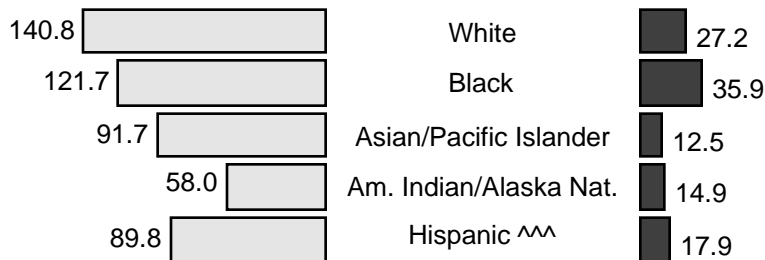 140.8 White 27.2
121.7 Black 35.9
91.7 Asian/Pacific Islander 12.5
58.0 Am. Indian/Alaska Nat. 14.9
89.8 Hispanic ^^^ 17.9